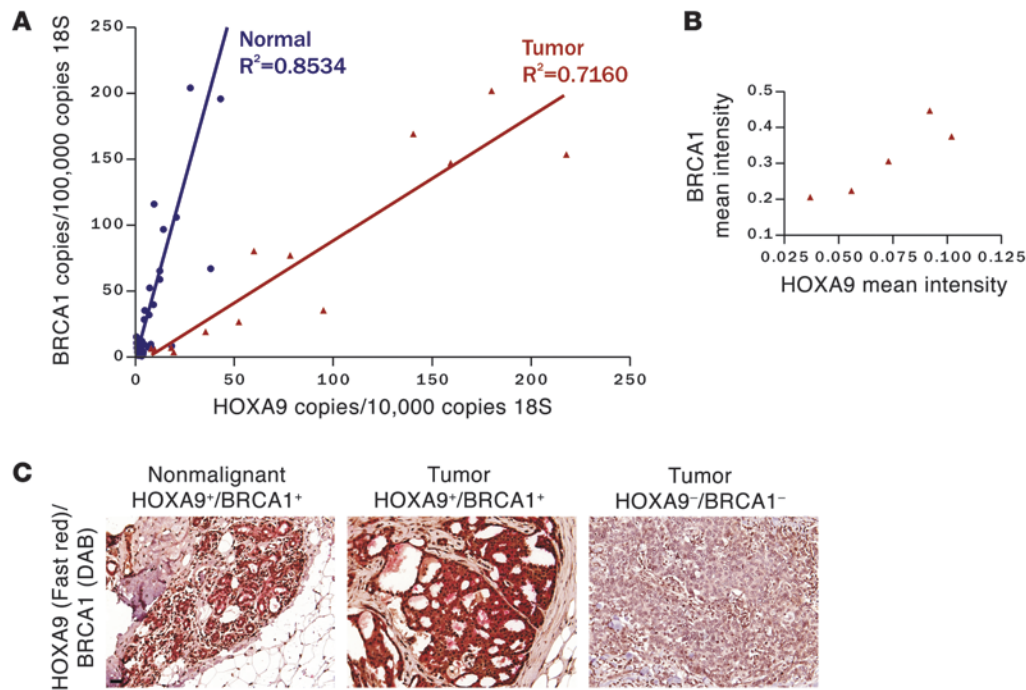 A
BRCA1 copies/100,000 copies 18S
250
200
150
100
50
0
Normal
R²=0.8534
Tumor
R²=0.7160
0 50 100 150 200 250
HOXA9 copies/10,000 copies 18S
B
BRCA1
mean intensity
0.5
0.4
0.3
0.2
0.1
0.025 0.050 0.075 0.100 0.125
HOXA9 mean intensity
C
HOXA9 (Fast red)/
BRCA1 (DAB)
Nonmalignant
HOXA9⁺/BRCA1⁺
Tumor
HOXA9⁺/BRCA1⁺
Tumor
HOXA9⁻/BRCA1⁻